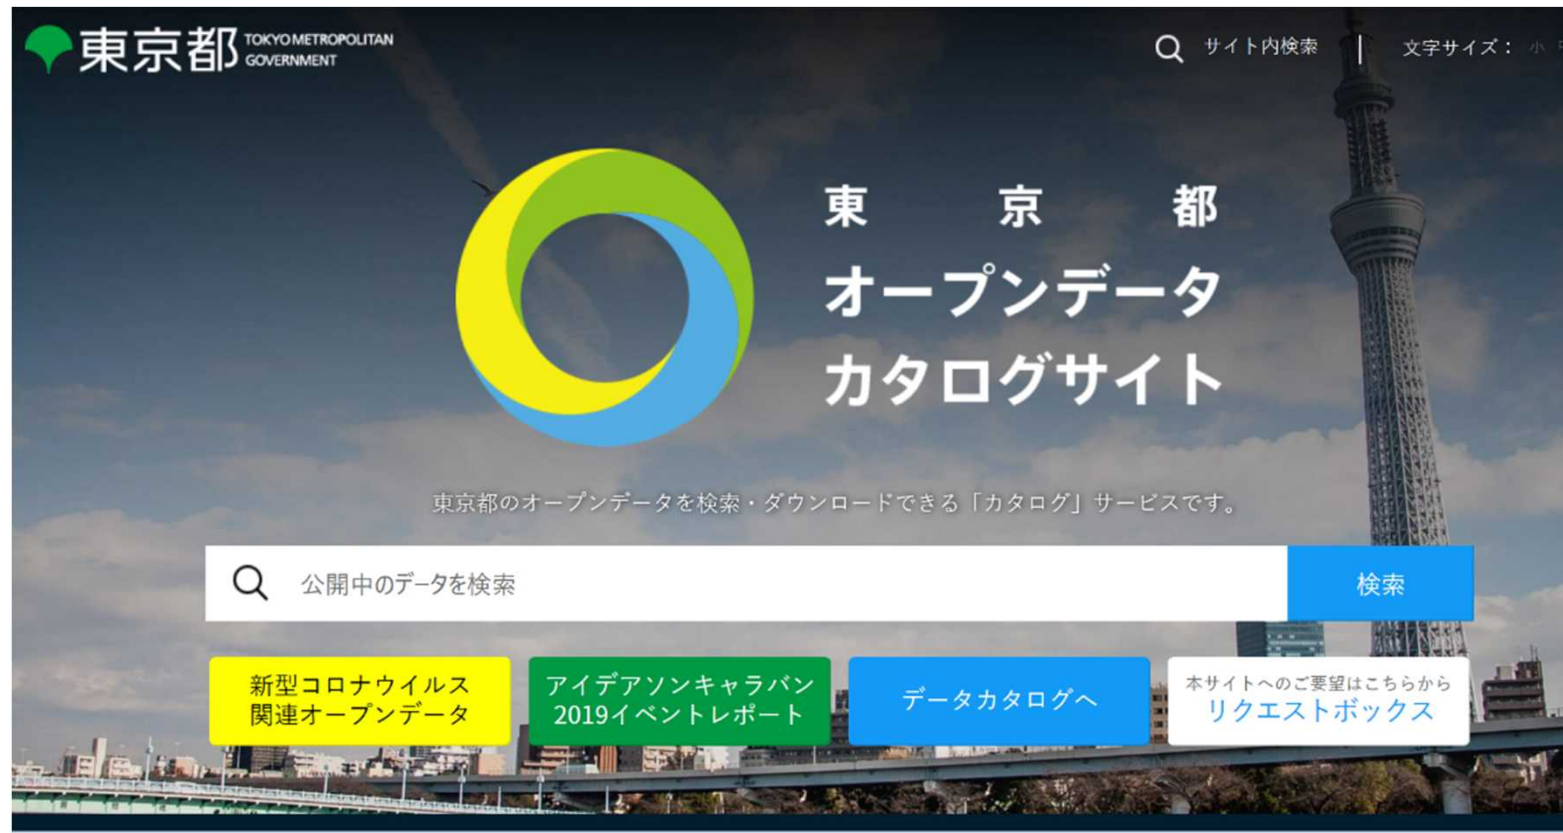 東京都 TOKYO METROPOLITAN
GOVERNMENT
サイト内検索 | 文字サイズ： 小
東京都
オープンデータ
カタログサイト
東京都のオープンデータを検索・ダウンロードできる「カタログ」サービスです。
公開中のデータを検索
検索
新型コロナウイルス
関連オープンデータ
アイデアソンキャラバン
2019イベントレポート
データカタログへ
本サイトへのご要望はこちらから
リクエストボックス